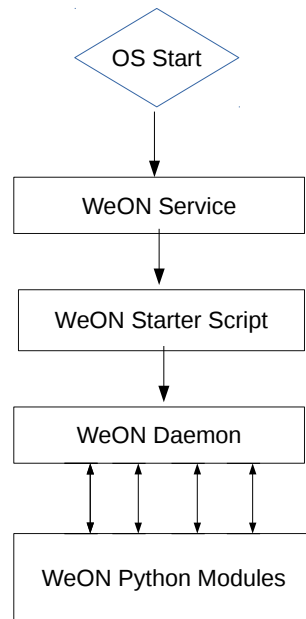 OS Start
WeON Service
WeON Starter Script
WeON Daemon
WeON Python Modules